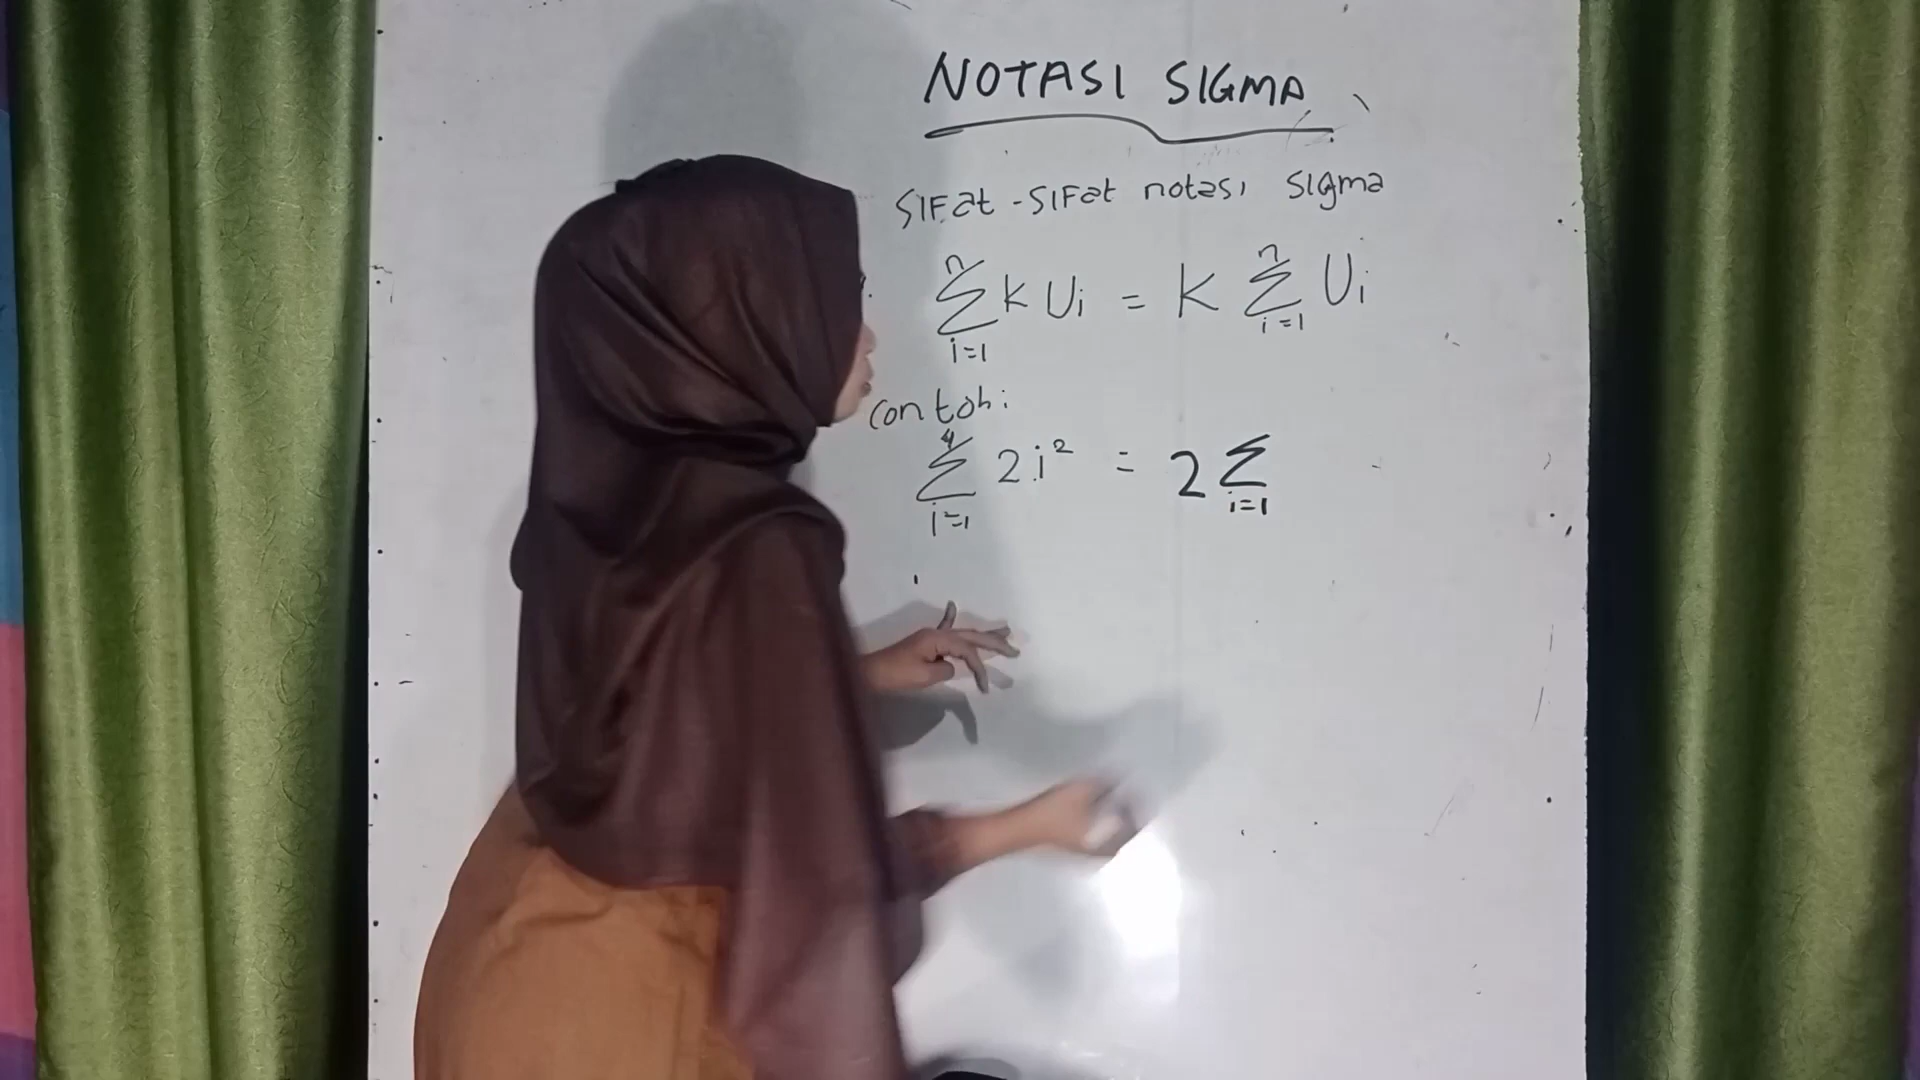 NOTASI SIGMA
SIFat-SIFat notasi SIgma
n∑i=1 K Ui = K n∑i=1 Ui
contoh:
4∑i=1 2i² = 2 ∑i=1